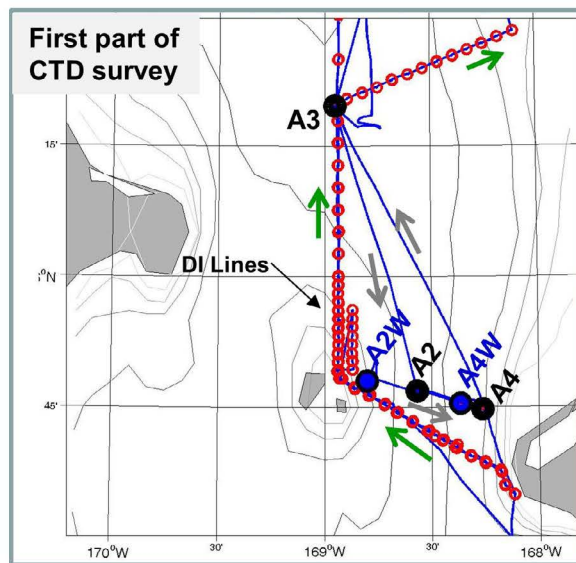 First part of
CTD survey
A3
15'
DI Lines
°N
A2W
A2
A4W
A4
45'
170°W
30'
169°W
30'
168°W